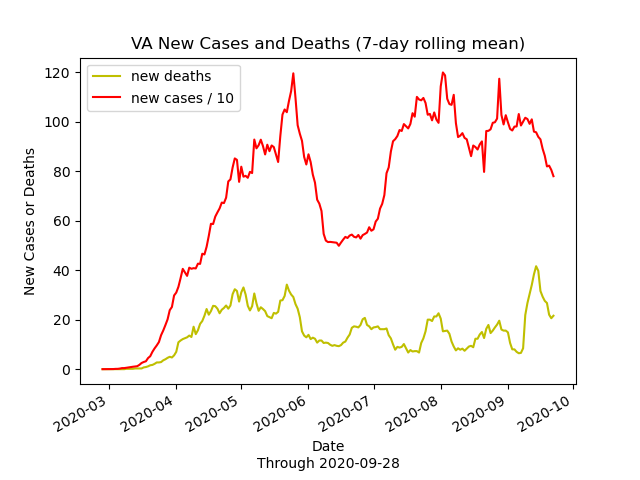 VA New Cases and Deaths (7-day rolling mean)
new deaths
new cases / 10
120
100
80
60
40
20
0
New Cases or Deaths
2020-03
2020-04
2020-05
2020-06
2020-07
2020-08
2020-09
2020-10
Date
Through 2020-09-28